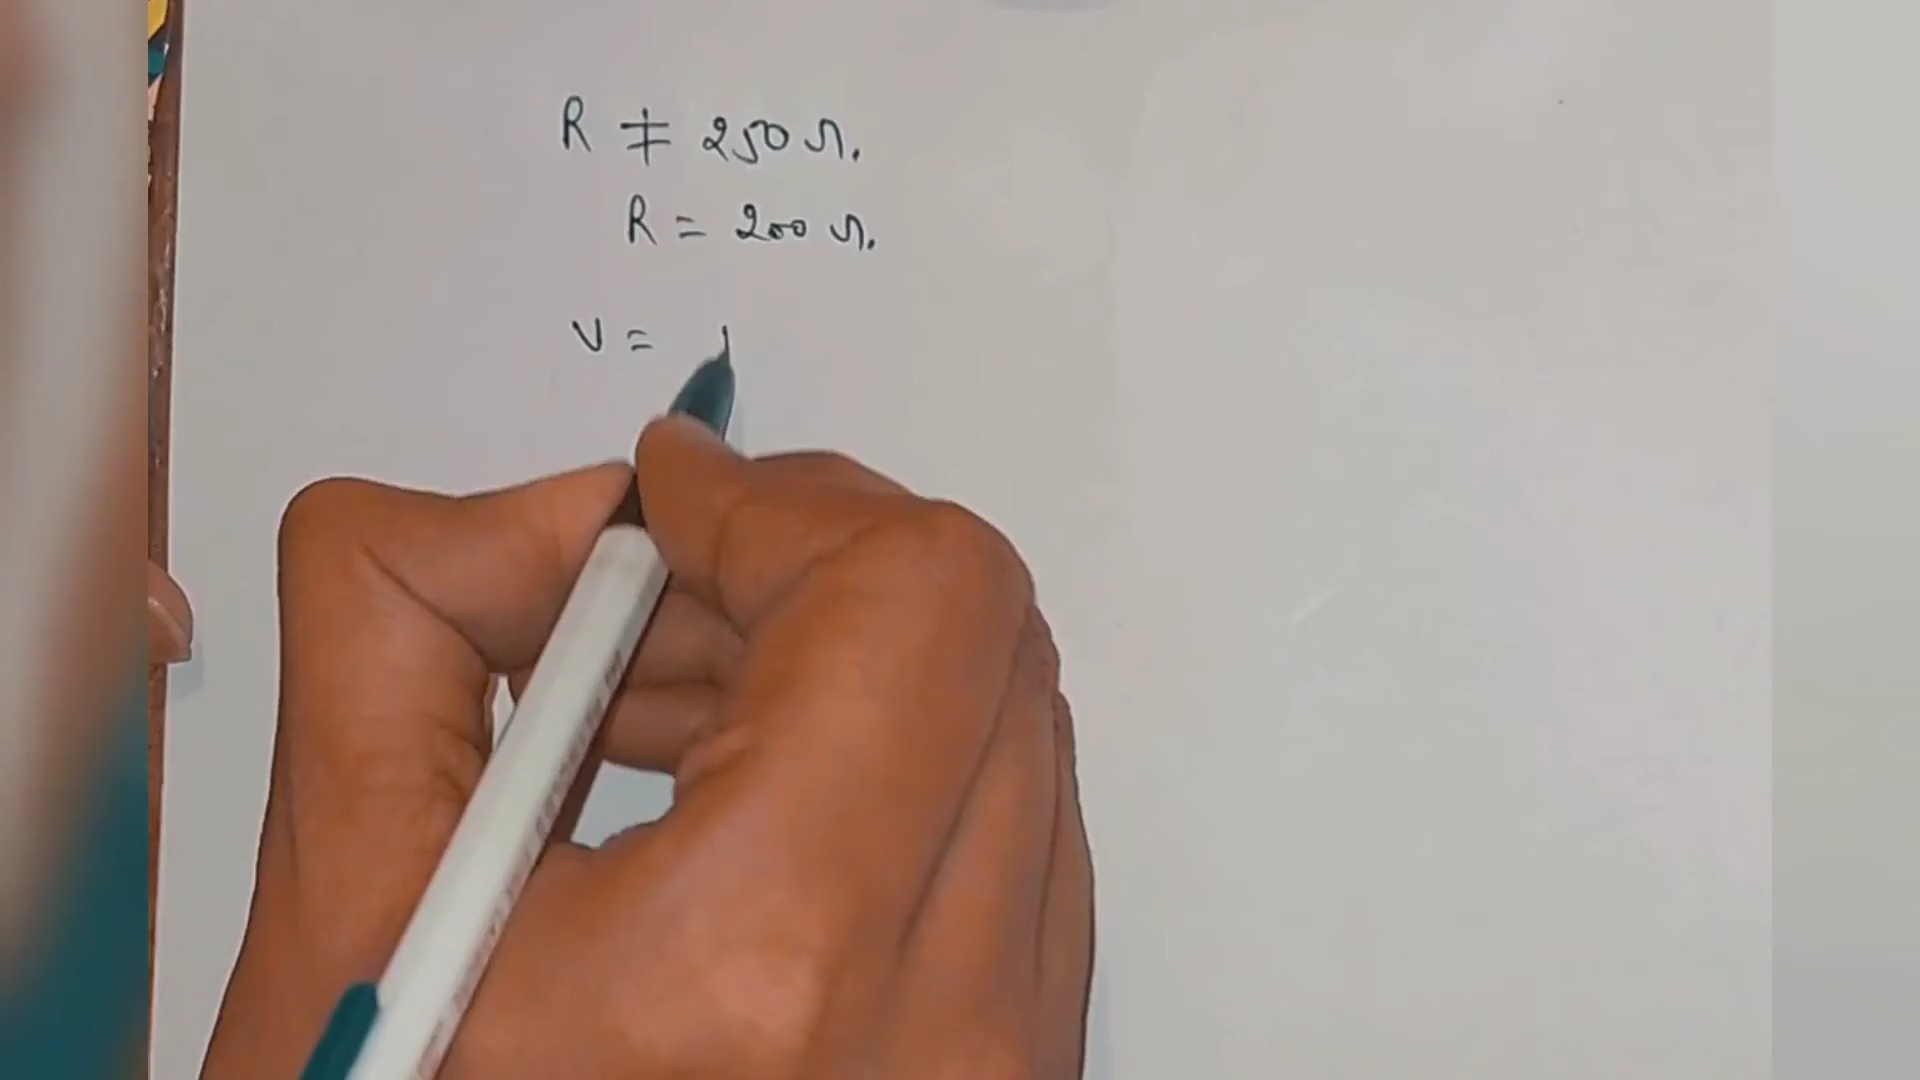 R ≠ 250 Ω.
R = 200 Ω.
V =